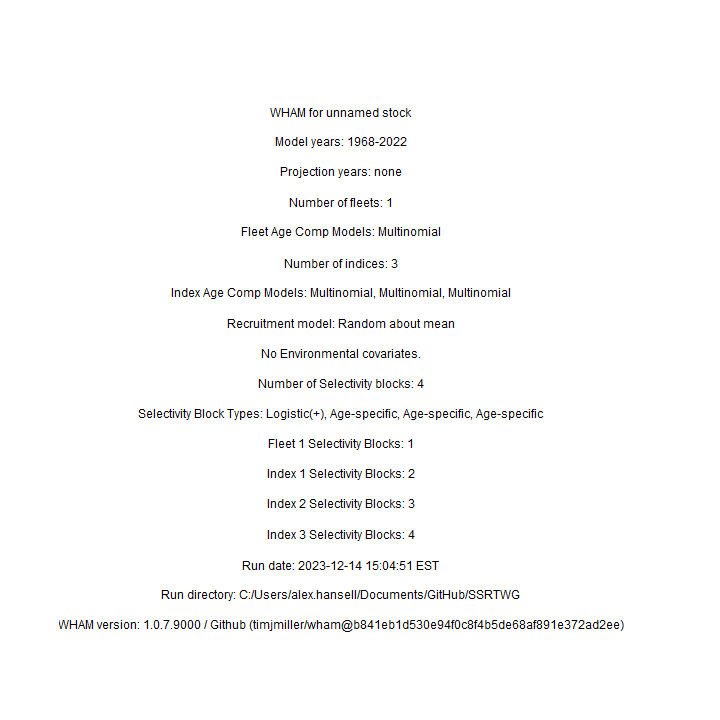 WHAM for unnamed stock
Model years: 1968-2022
Projection years: none
Number of fleets: 1
Fleet Age Comp Models: Multinomial
Number of indices: 3
Index Age Comp Models: Multinomial, Multinomial, Multinomial
Recruitment model: Random about mean
No Environmental covariates.
Number of Selectivity blocks: 4
Selectivity Block Types: Logistic(+), Age-specific, Age-specific, Age-specific
Fleet 1 Selectivity Blocks: 1
Index 1 Selectivity Blocks: 2
Index 2 Selectivity Blocks: 3
Index 3 Selectivity Blocks: 4
Run date: 2023-12-14 15:04:51 EST
Run directory: C:/Users/alex.hansell/Documents/GitHub/SSRTWG
WHAM version: 1.0.7.9000 / Github (timjmiller/wham@b841eb1d530e94f0c8f4b5de68af891e372ad2ee)